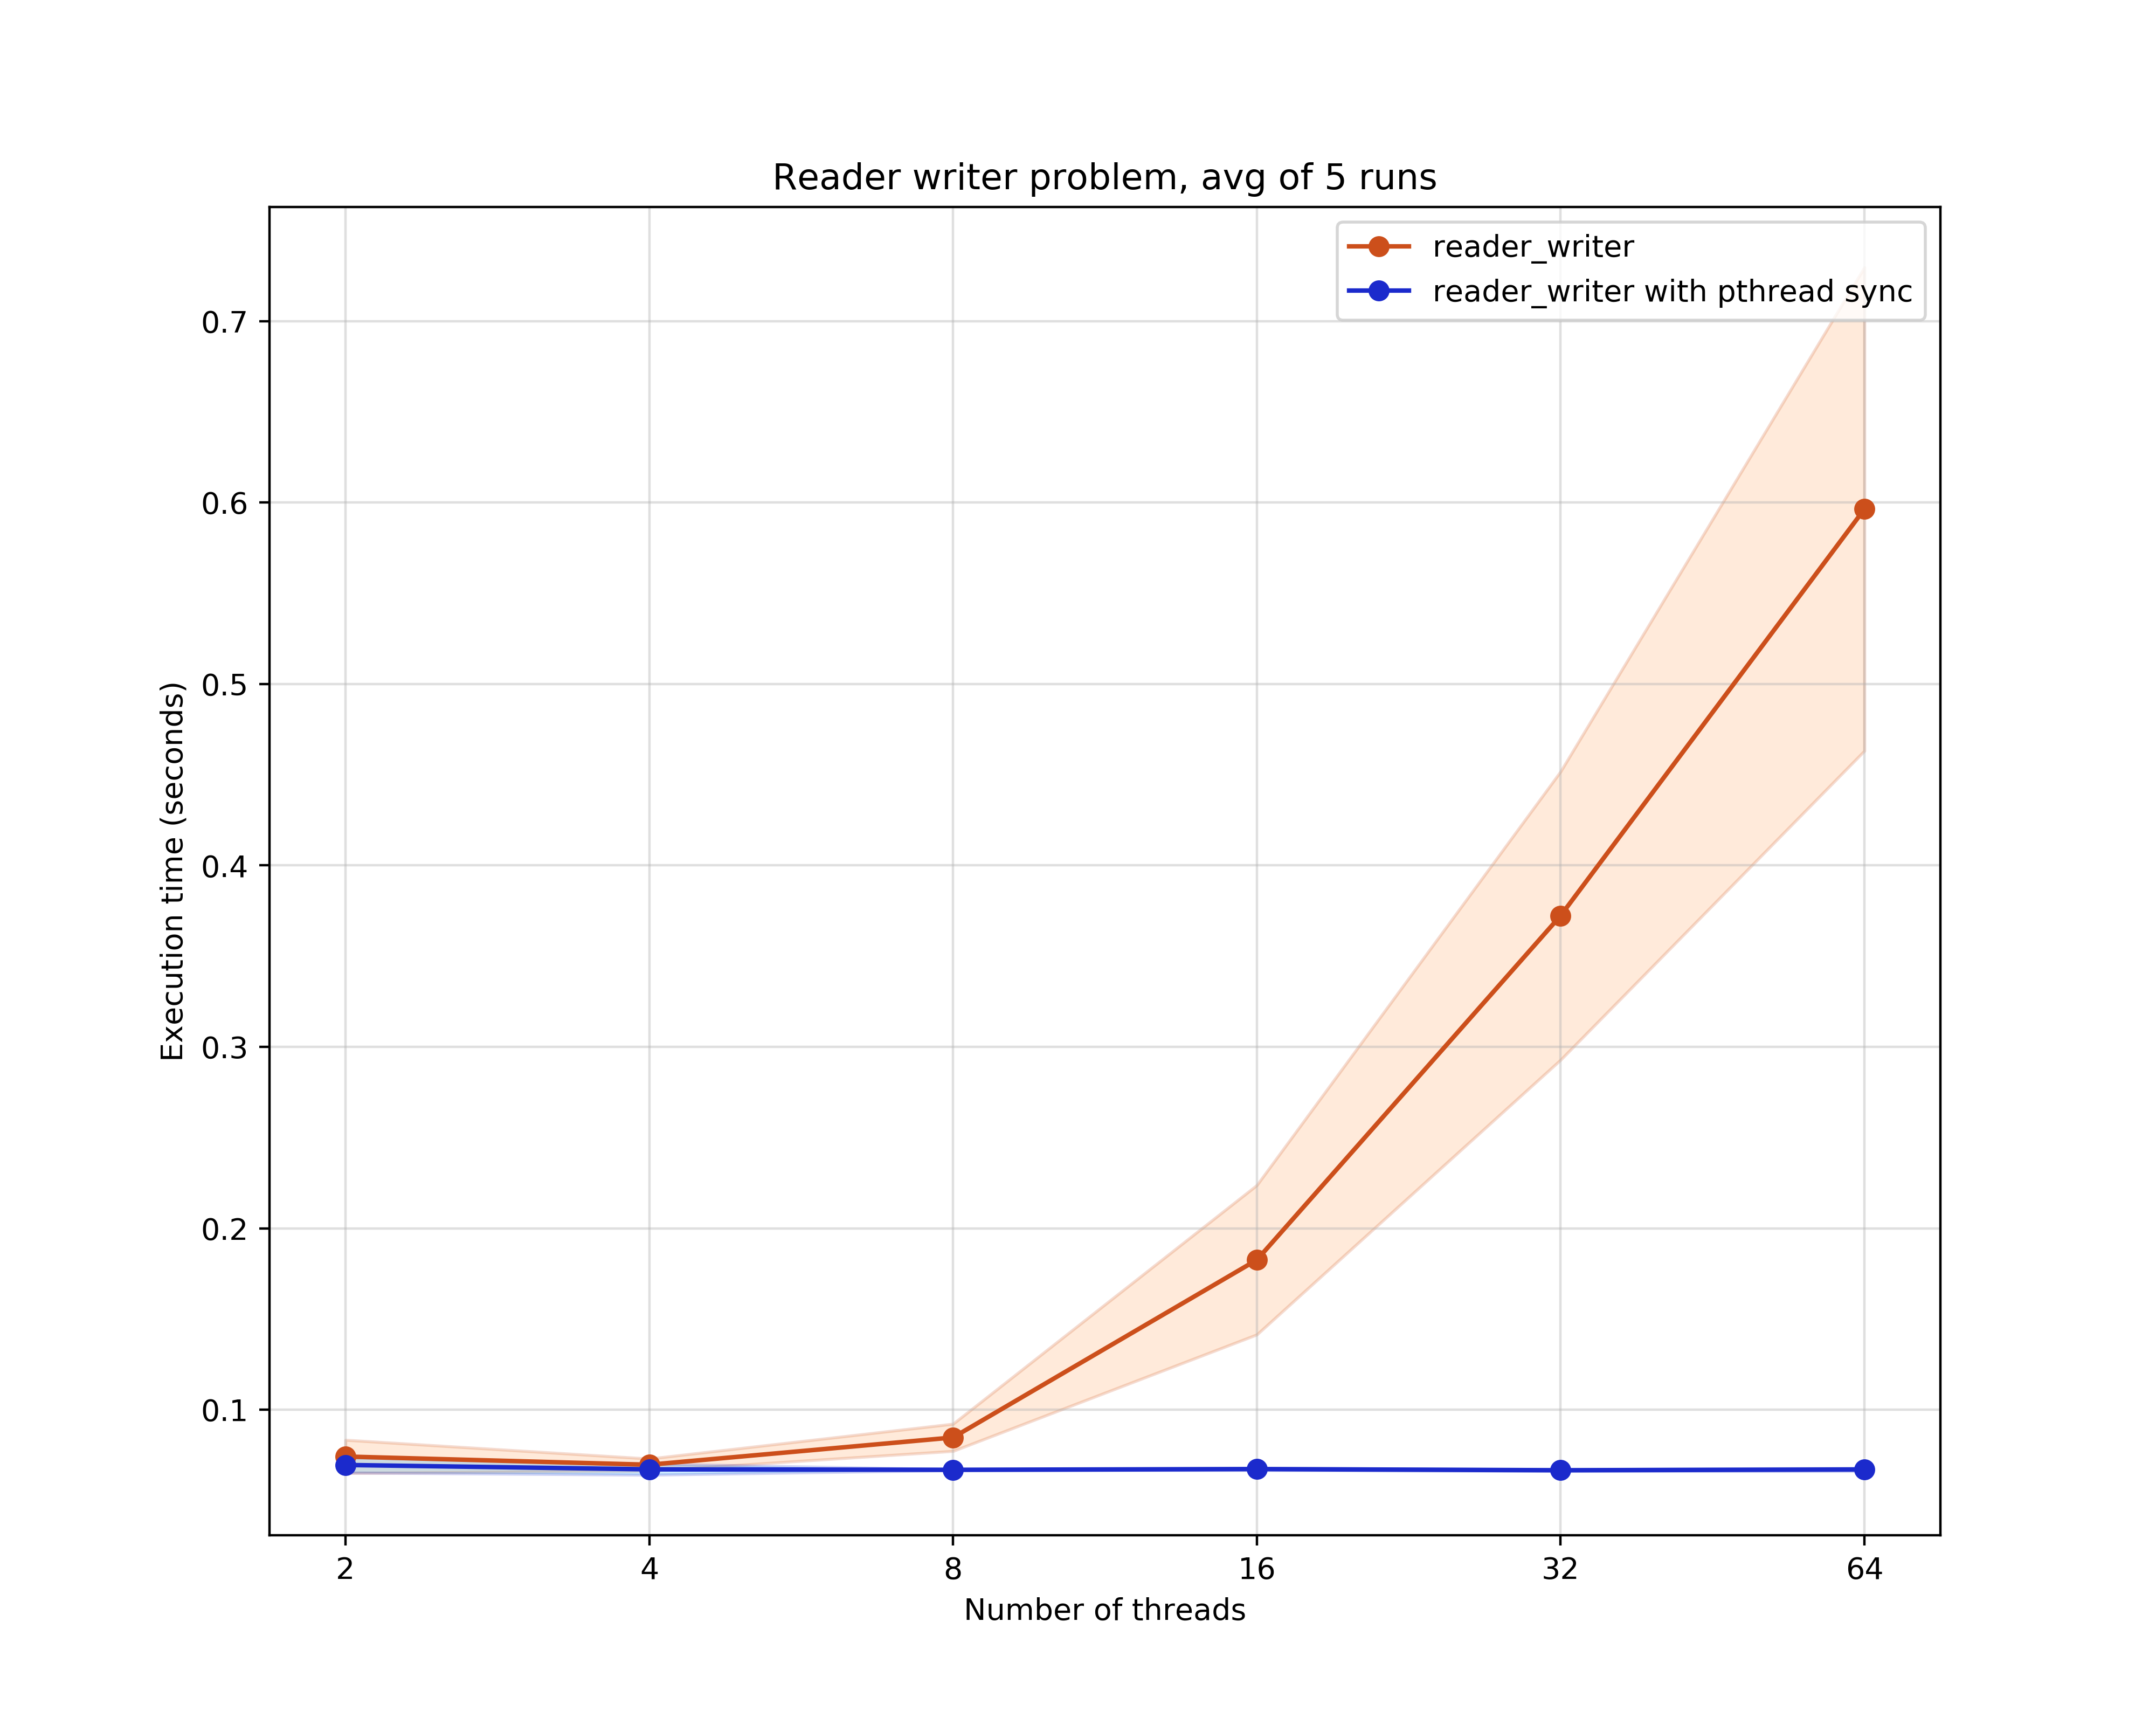 Reader writer problem, avg of 5 runs
reader_writer
reader_writer with pthread sync
Execution time (seconds)
0.7
0.6
0.5
0.4
0.3
0.2
0.1
2 4 8 16 32 64
Number of threads